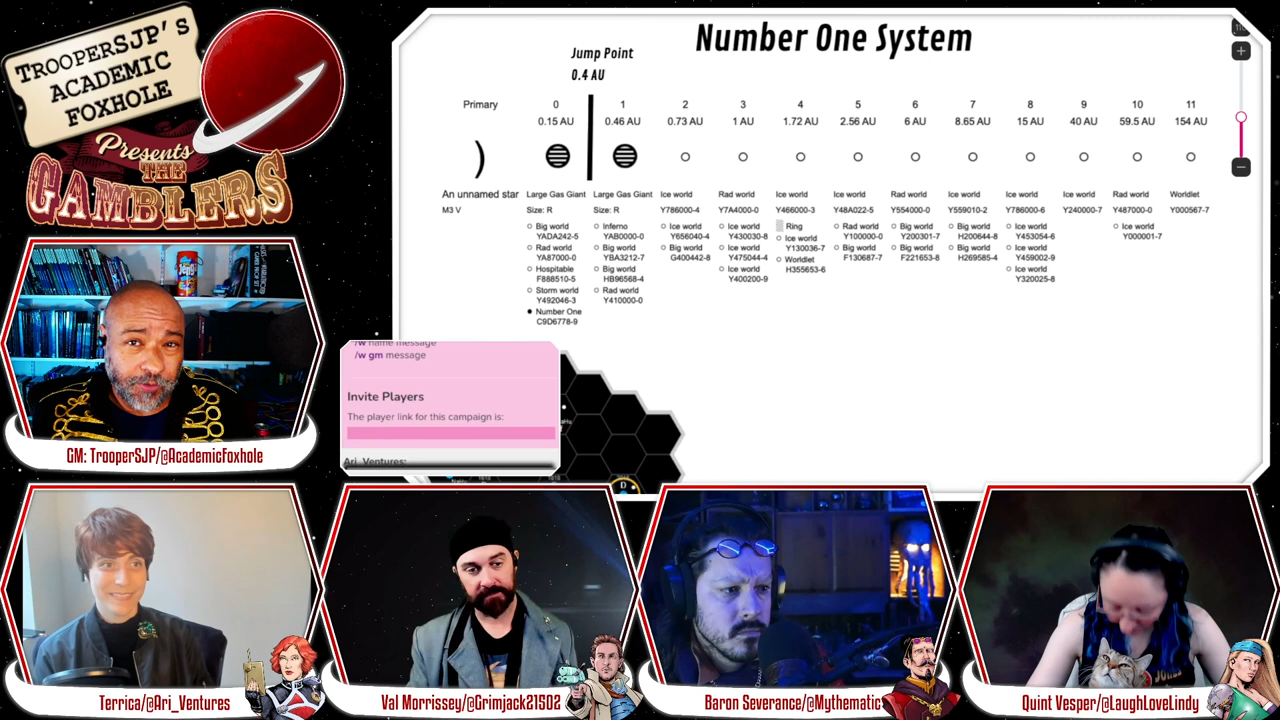 TROOPERSJP'S
ACADEMIC
FOXHOLE
Presents
THE
GAMBLERS
Number One System
Jump Point
0.4 AU
Primary 0 1 2 3 4 5 6 7 8 9 10 11
0.15 AU 0.46 AU 0.73 AU 1 AU 1.72 AU 2.56 AU 6 AU 8.65 AU 15 AU 40 AU 59.5 AU 154 AU
An unnamed star Large Gas Giant Large Gas Giant Ice world Rad world Ice world Ice world Rad world Ice world Ice world Ice world Rad world Worldlet
M3 V Size: R Size: R Y786000-4 Y7A4000-0 Y466000-3 Y48A022-5 Y554000-0 Y559010-2 Y786000-6 Y240000-7 Y487000-0 Y000567-7
Big world Inferno Ice world Ice world Ring Rad world Big world Big world Ice world Ice world
YADA242-5 YAB0000-0 Y656040-4 Y430030-8 Y100000-0 Y200301-7 H200644-8 Y453054-6 Y000001-7
Rad world Big world Big world Ice world Ice world Big world Big world Big world Ice world
YA87000-0 YBA3212-7 G400442-8 Y475044-4 Y130036-7 F130687-7 F221653-8 H269585-4 Y459002-9
Hospitable Big world Ice world Worldlet Ice world
F888510-5 HB96568-4 Y400200-9 H355653-6 Y320025-8
Storm world Rad world
Y492046-3 Y410000-0
Number One
C9D6778-9
/w name message
/w gm message
Invite Players
The player link for this campaign is:
Ari_Ventures:
D
GM: TrooperSJP/@AcademicFoxhole
Terrica/@Ari_Ventures
Val Morrissey/@Grimjack21502
Baron Severance/@Mythematic
Quint Vesper/@LaughLoveLindy